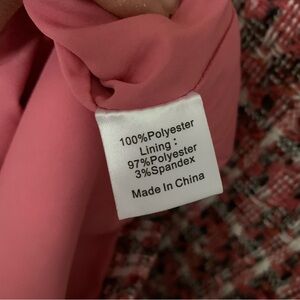 100%Polyester
Lining :
97%Polyester
3%Spandex
Made In China